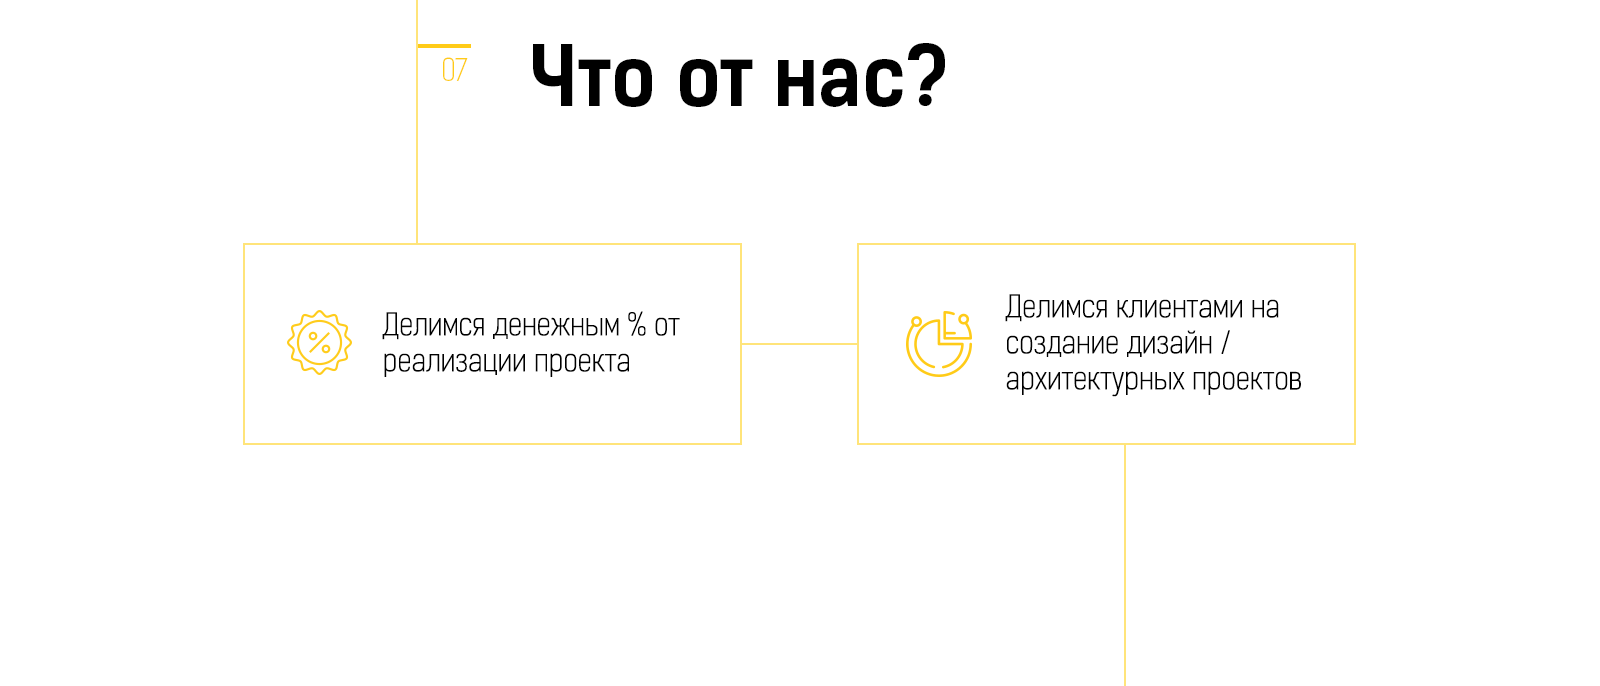 07
Что от нас?
Делимся денежным % от
реализации проекта
Делимся клиентами на
создание дизайн /
архитектурных проектов